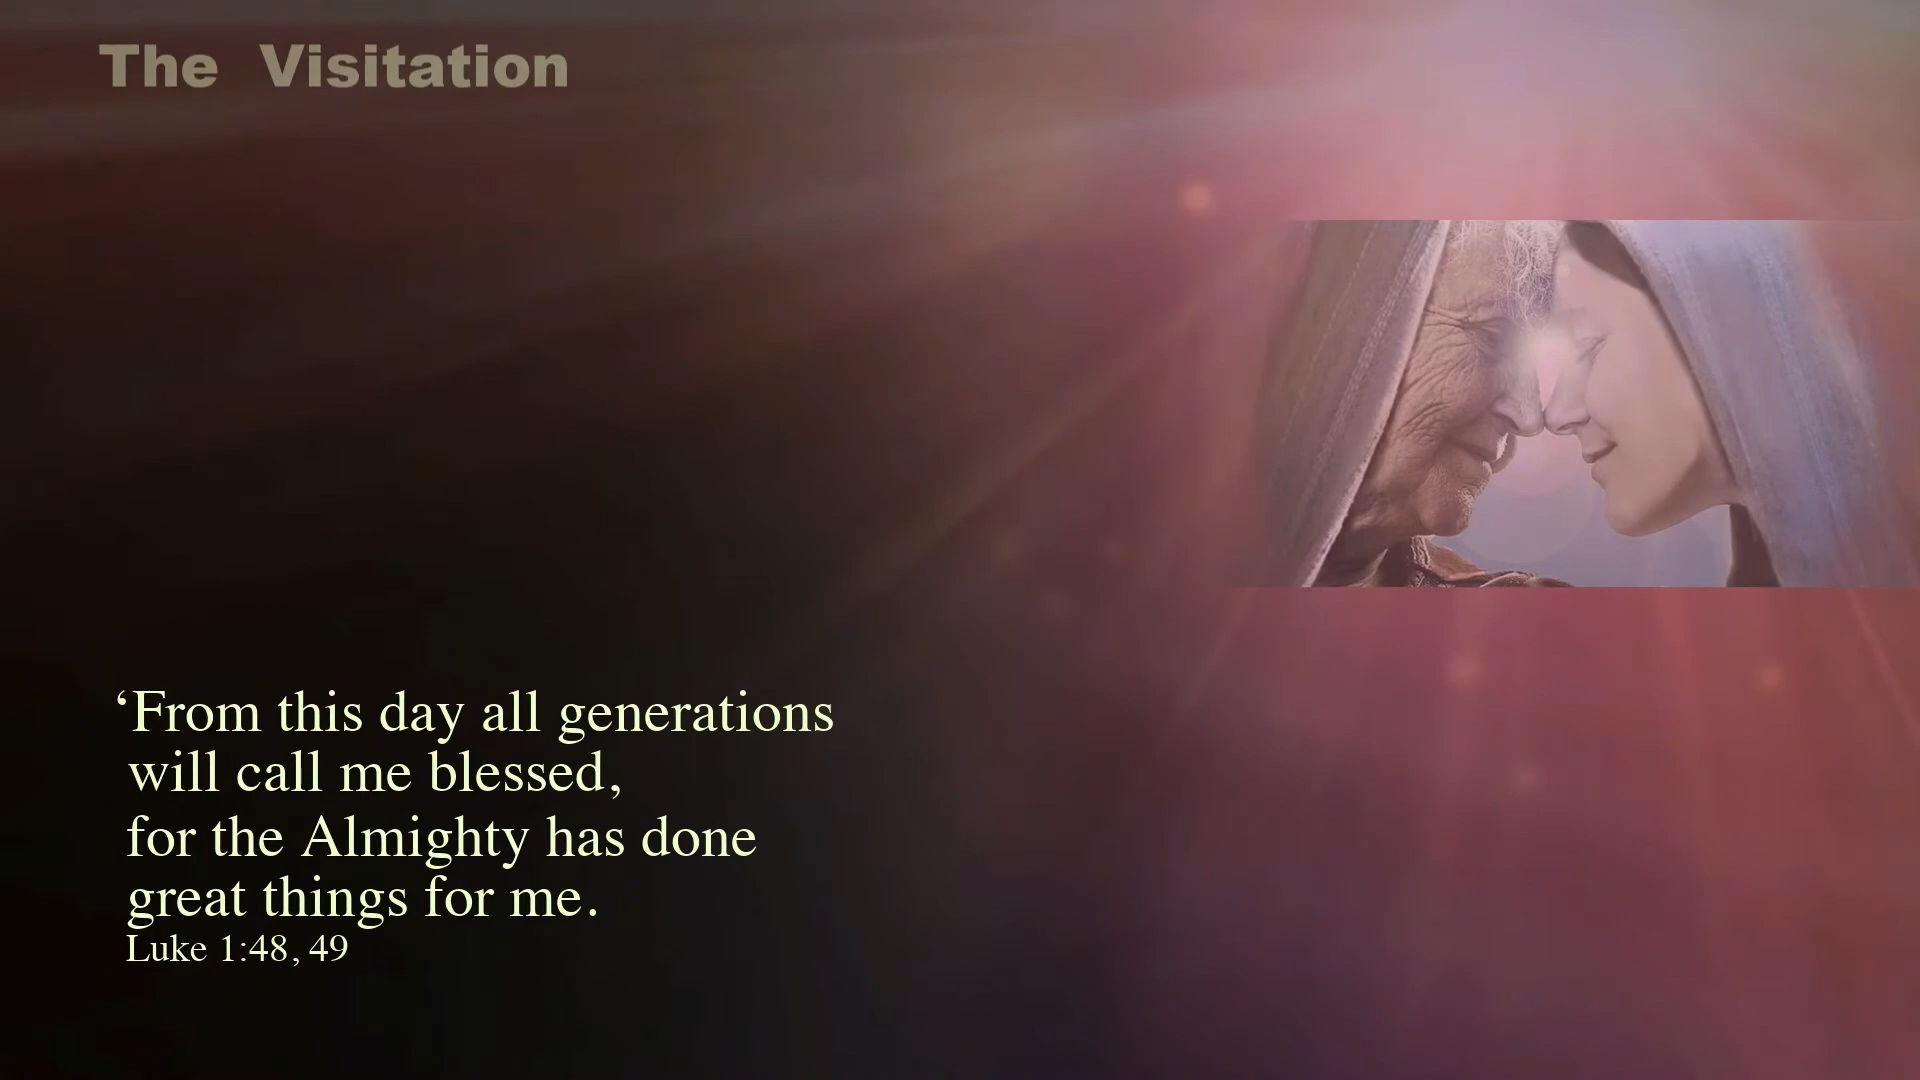 The Visitation
‘From this day all generations
will call me blessed,
for the Almighty has done
great things for me.
Luke 1:48, 49